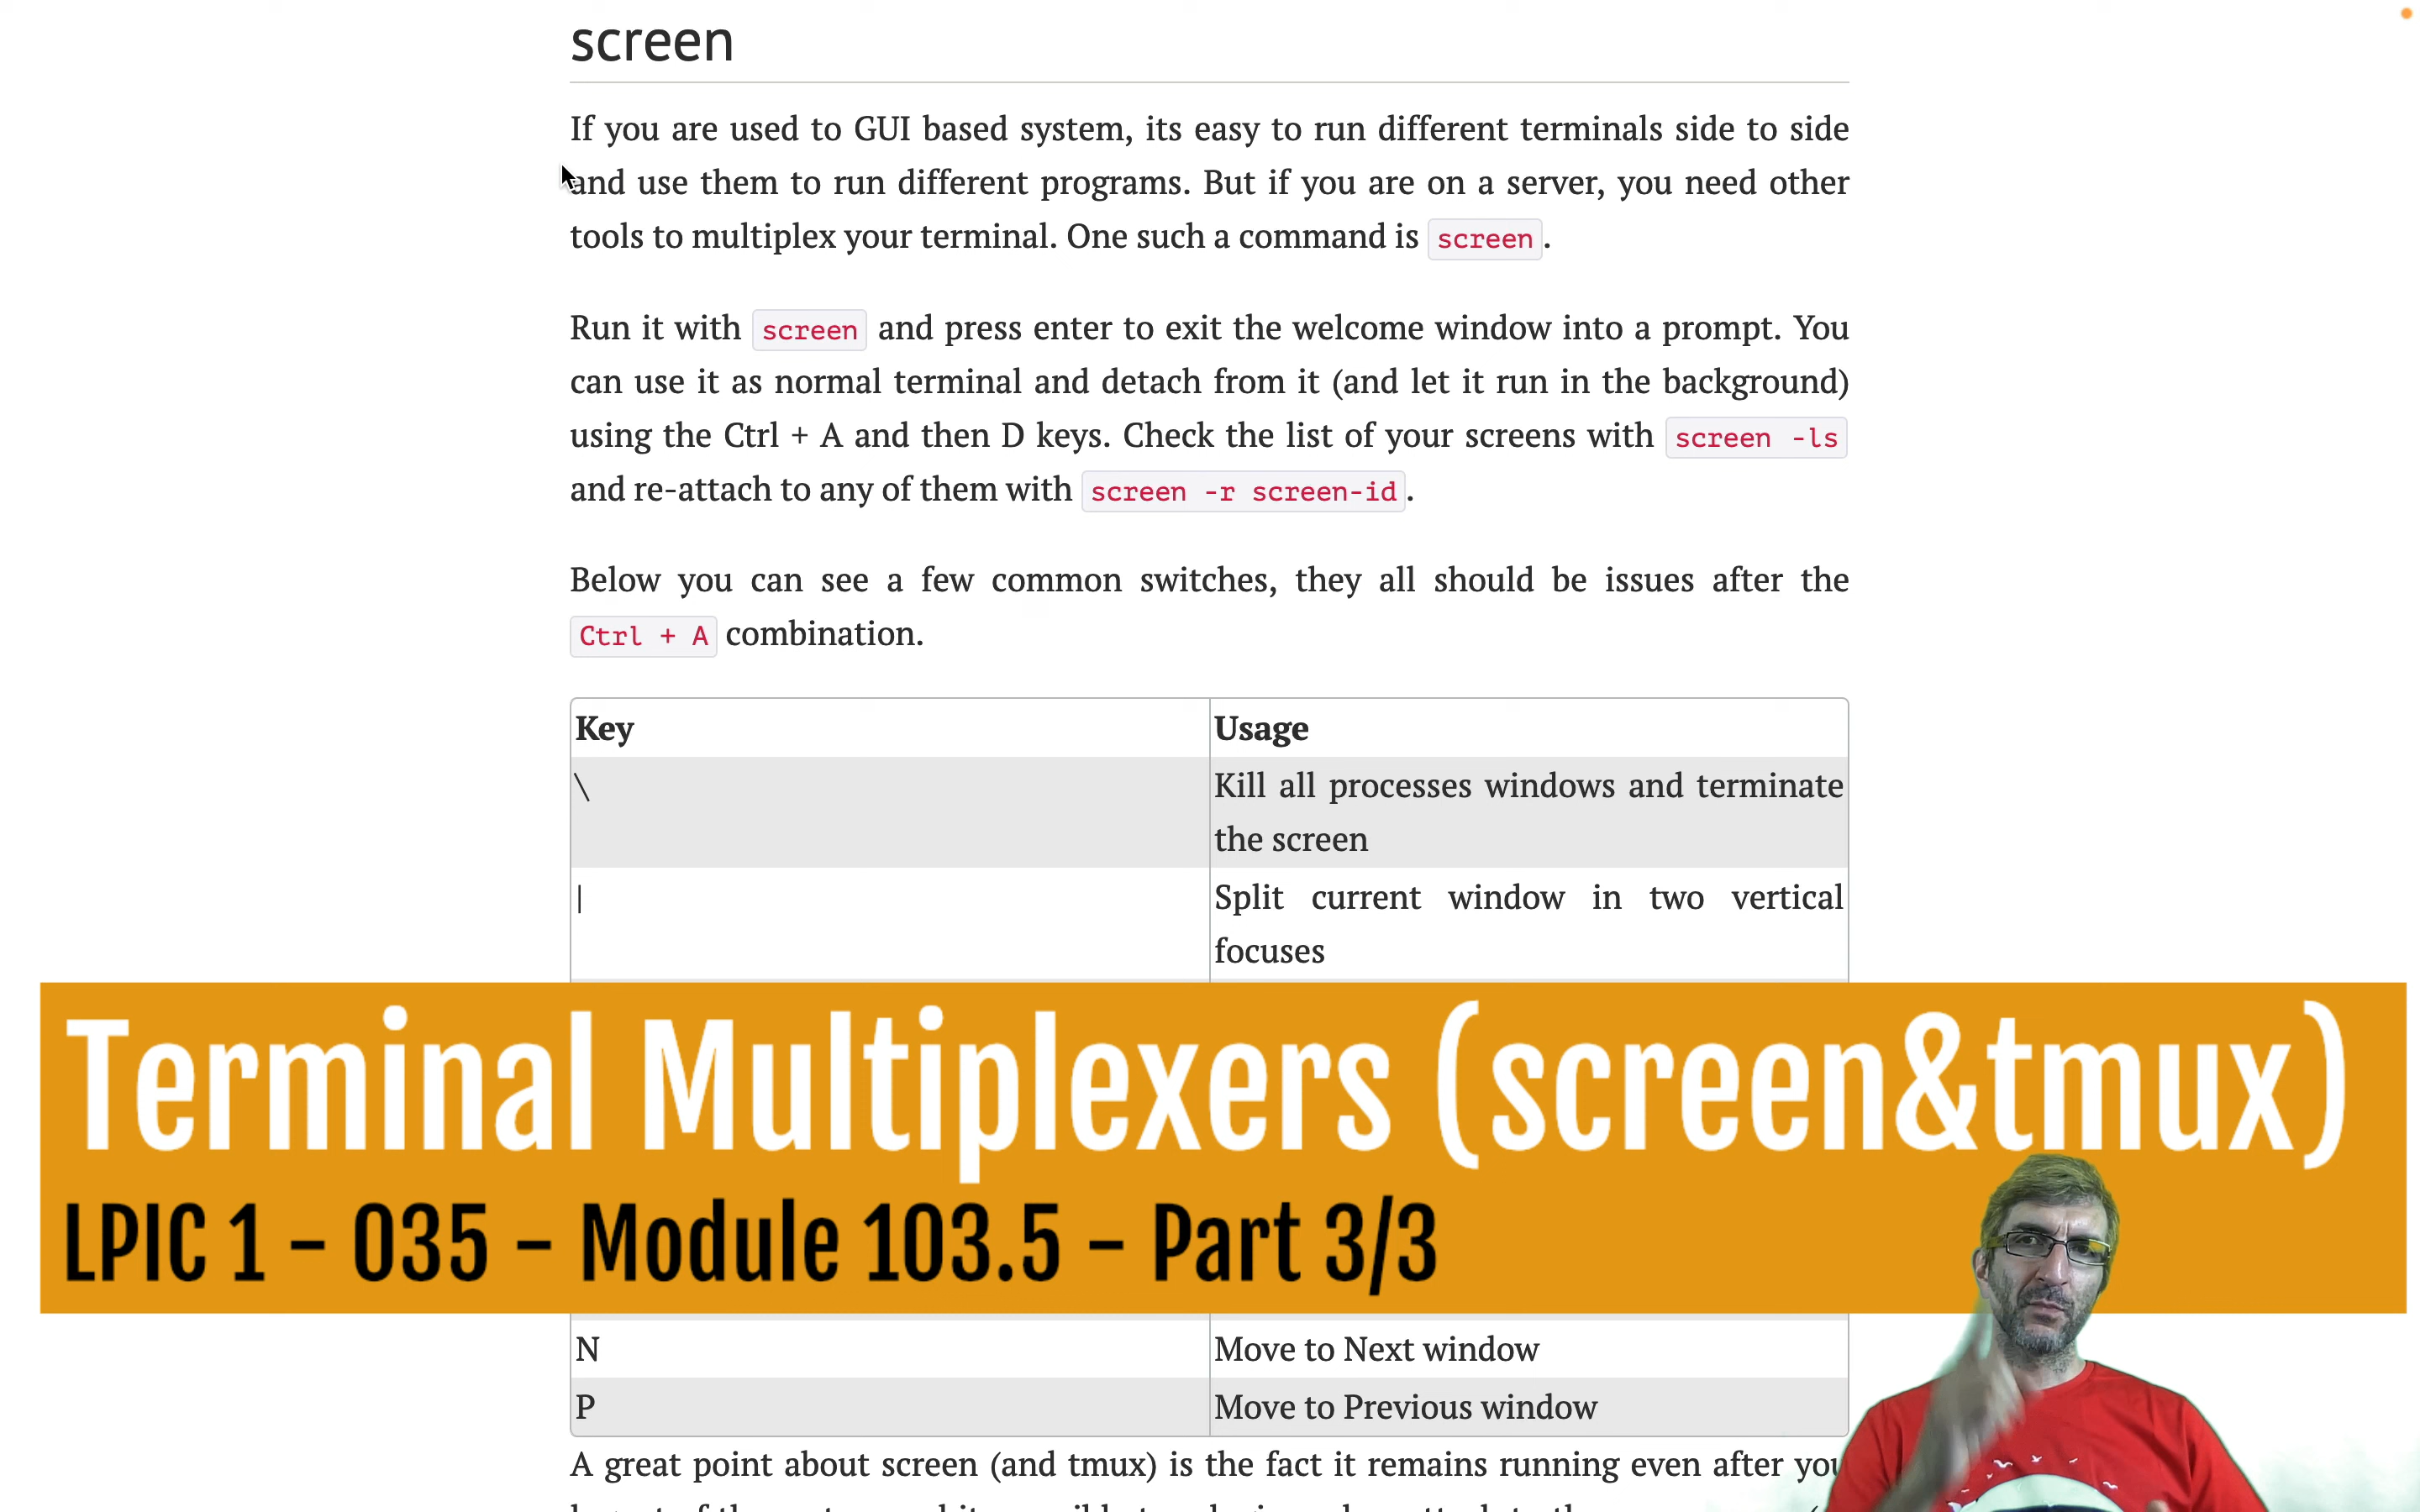 screen
If you are used to GUI based system, its easy to run different terminals side to side
and use them to run different programs. But if you are on a server, you need other
tools to multiplex your terminal. One such a command is screen.
Run it with screen and press enter to exit the welcome window into a prompt. You
can use it as normal terminal and detach from it (and let it run in the background)
using the Ctrl + A and then D keys. Check the list of your screens with screen -ls
and re-attach to any of them with screen -r screen-id.
Below you can see a few common switches, they all should be issues after the
Ctrl + A combination.
Key Usage
\ Kill all processes windows and terminate
the screen
| Split current window in two vertical
focuses
Terminal Multiplexers (screen&tmux)
LPIC 1 - 035 - Module 103.5 - Part 3/3
N Move to Next window
P Move to Previous window
A great point about screen (and tmux) is the fact it remains running even after you